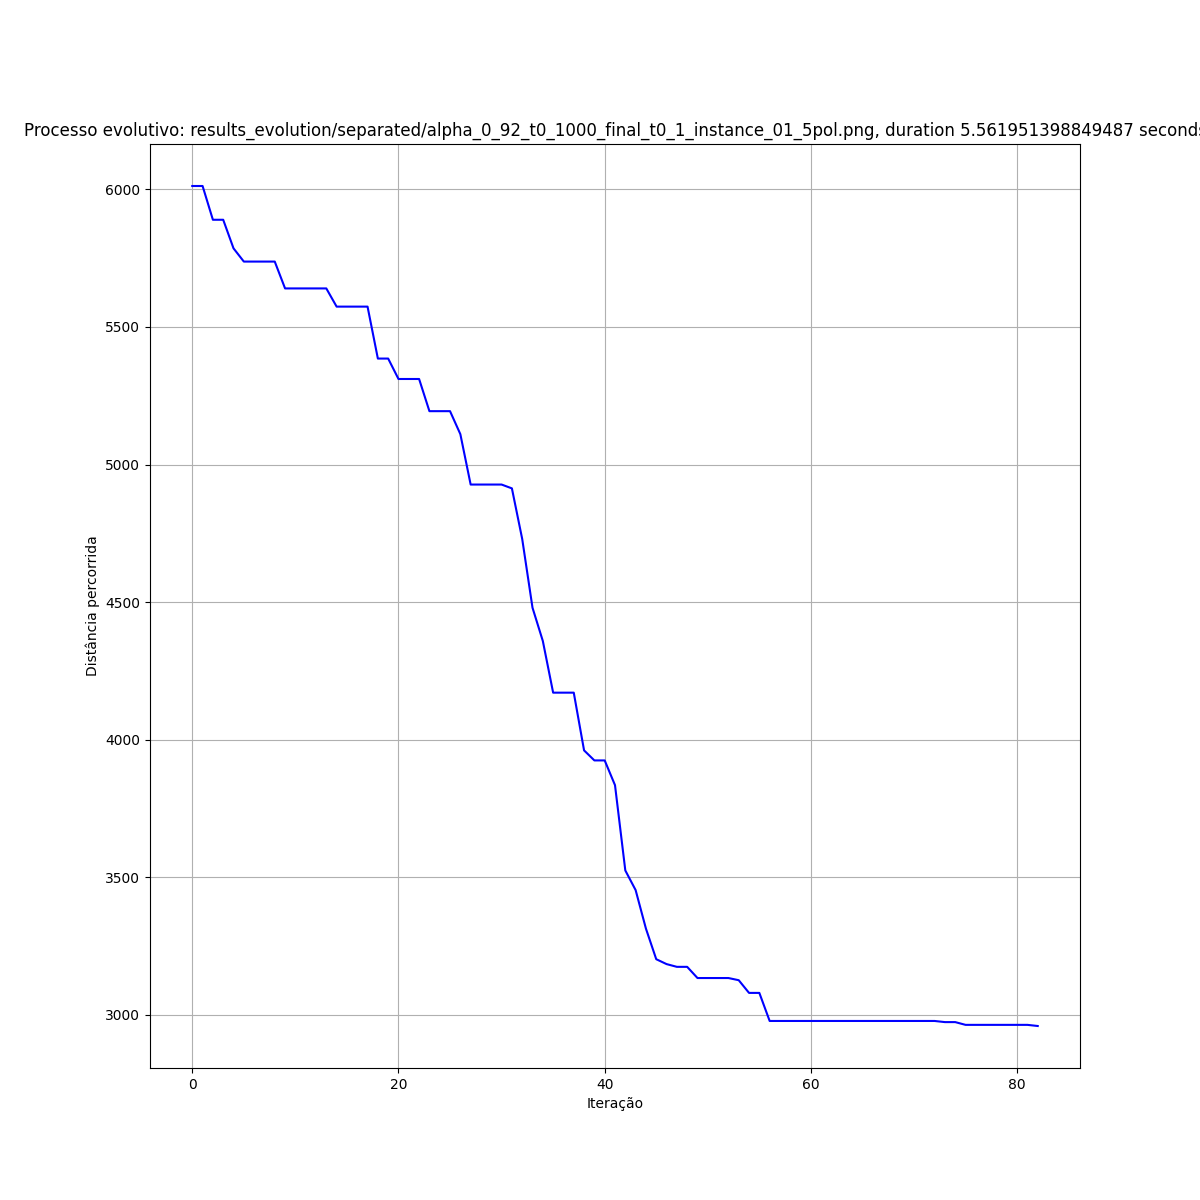 Processo evolutivo: results_evolution/separated/alpha_0_92_t0_1000_final_t0_1_instance_01_5pol.png, duration 5.561951398849487 seconds
6000
5500
5000
4500
4000
3500
3000
Distância percorrida
0 20 40 60 80
Iteração